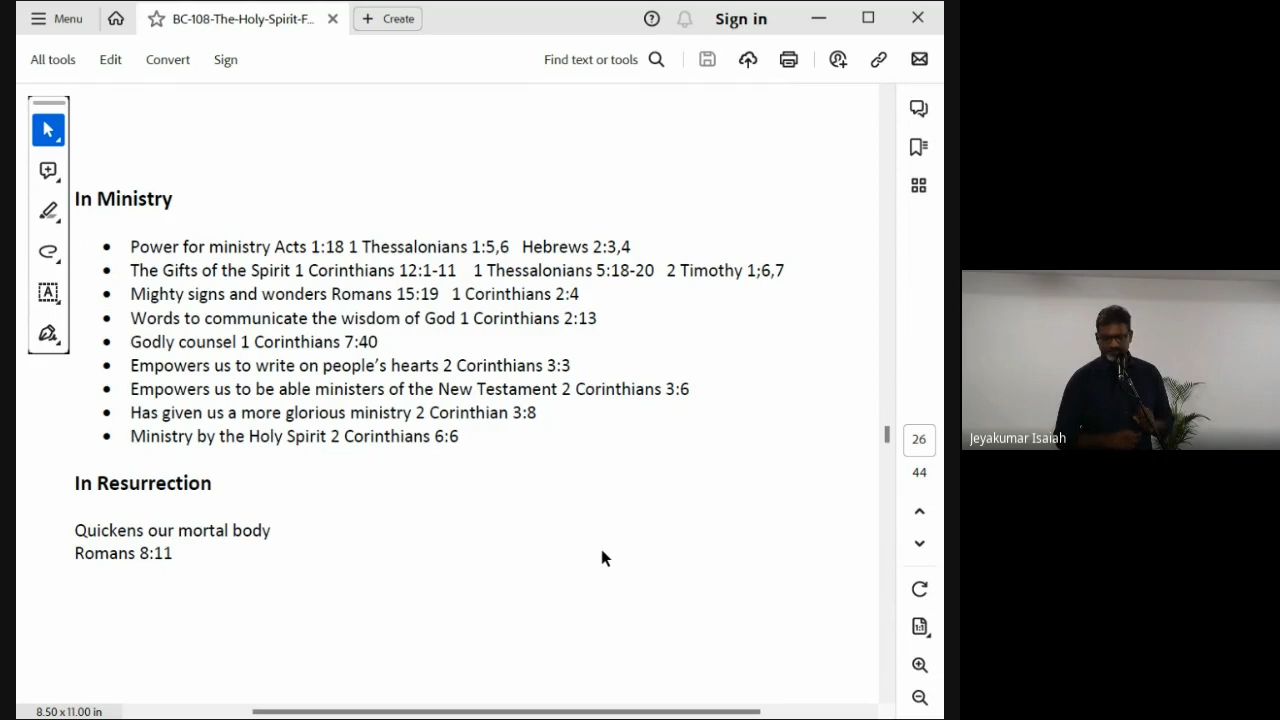 Menu
BC-108-The-Holy-Spirit-F...
Create
Sign in
All tools
Edit
Convert
Sign
Find text or tools
In Ministry
• Power for ministry Acts 1:18 1 Thessalonians 1:5,6 Hebrews 2:3,4
• The Gifts of the Spirit 1 Corinthians 12:1-11 1 Thessalonians 5:18-20 2 Timothy 1;6,7
• Mighty signs and wonders Romans 15:19 1 Corinthians 2:4
• Words to communicate the wisdom of God 1 Corinthians 2:13
• Godly counsel 1 Corinthians 7:40
• Empowers us to write on people's hearts 2 Corinthians 3:3
• Empowers us to be able ministers of the New Testament 2 Corinthians 3:6
• Has given us a more glorious ministry 2 Corinthian 3:8
• Ministry by the Holy Spirit 2 Corinthians 6:6
In Resurrection
Quickens our mortal body
Romans 8:11
26
44
1:1
8.50 x 11.00 in
Jeyakumar Isaiah